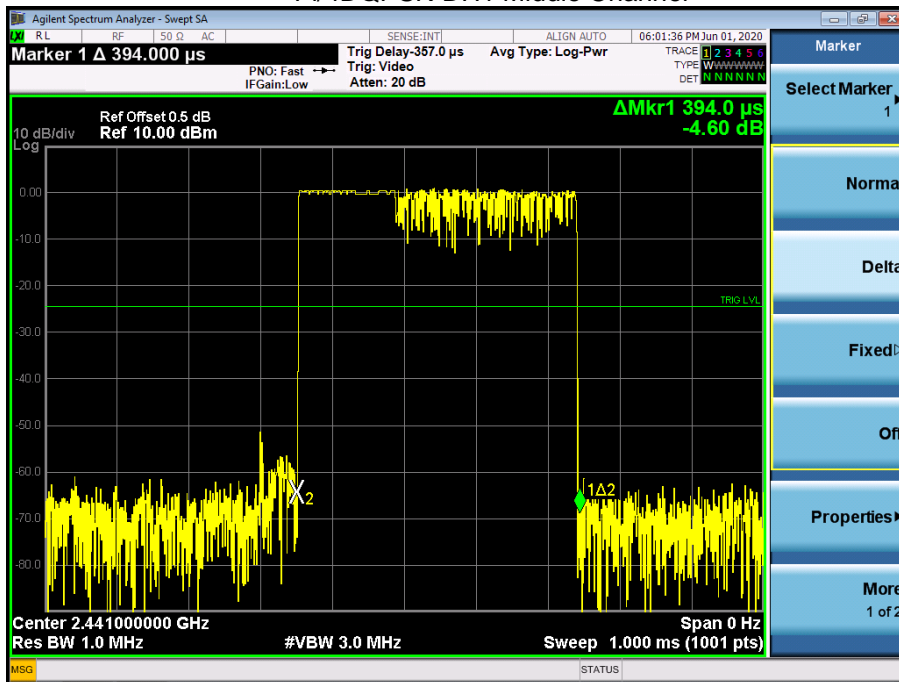 Agilent Spectrum Analyzer - Swept SA
LXI RL RF 50 Ω AC SENSE:INT ALIGN AUTO 06:01:36 PM Jun 01, 2020
Marker 1 Δ 394.000 µs
PNO: Fast
IFGain:Low
Trig Delay-357.0 µs
Trig: Video
Atten: 20 dB
Avg Type: Log-Pwr
TRACE 1 2 3 4 5 6
TYPE WWWWWWW
DET N N N N N N
Marker
Select Marker
1
Norma
Delta
Fixed
Off
Properties
More
1 of 2
ΔMkr1 394.0 µs
-4.60 dB
Ref Offset 0.5 dB
10 dB/div Ref 10.00 dBm
Log
0.00
-10.0
-20.0
TRIG LVL
-30.0
-40.0
-50.0
-60.0
X2
1Δ2
-70.0
-80.0
Center 2.441000000 GHz Span 0 Hz
Res BW 1.0 MHz #VBW 3.0 MHz Sweep 1.000 ms (1001 pts)
MSG STATUS